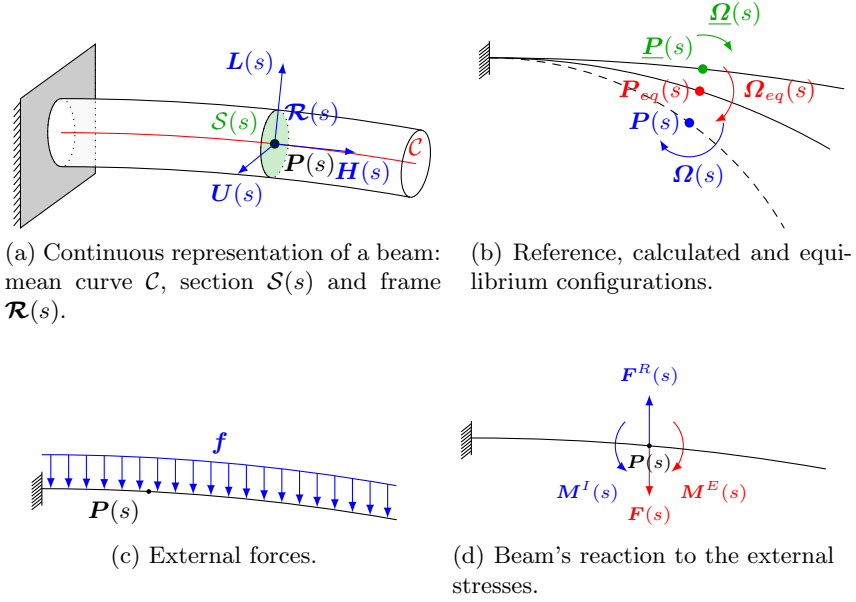 L(s)
S(s)
R(s)
C
P(s)
H(s)
U(s)
(a) Continuous representation of a beam:
mean curve C, section S(s) and frame
R(s).
Ω(s)
P(s)
P_eq(s)
Ω_eq(s)
P(s)
Ω(s)
(b) Reference, calculated and equi-
librium configurations.
f
P(s)
(c) External forces.
F^R(s)
P(s)
M^I(s)
M^E(s)
F(s)
(d) Beam's reaction to the external
stresses.